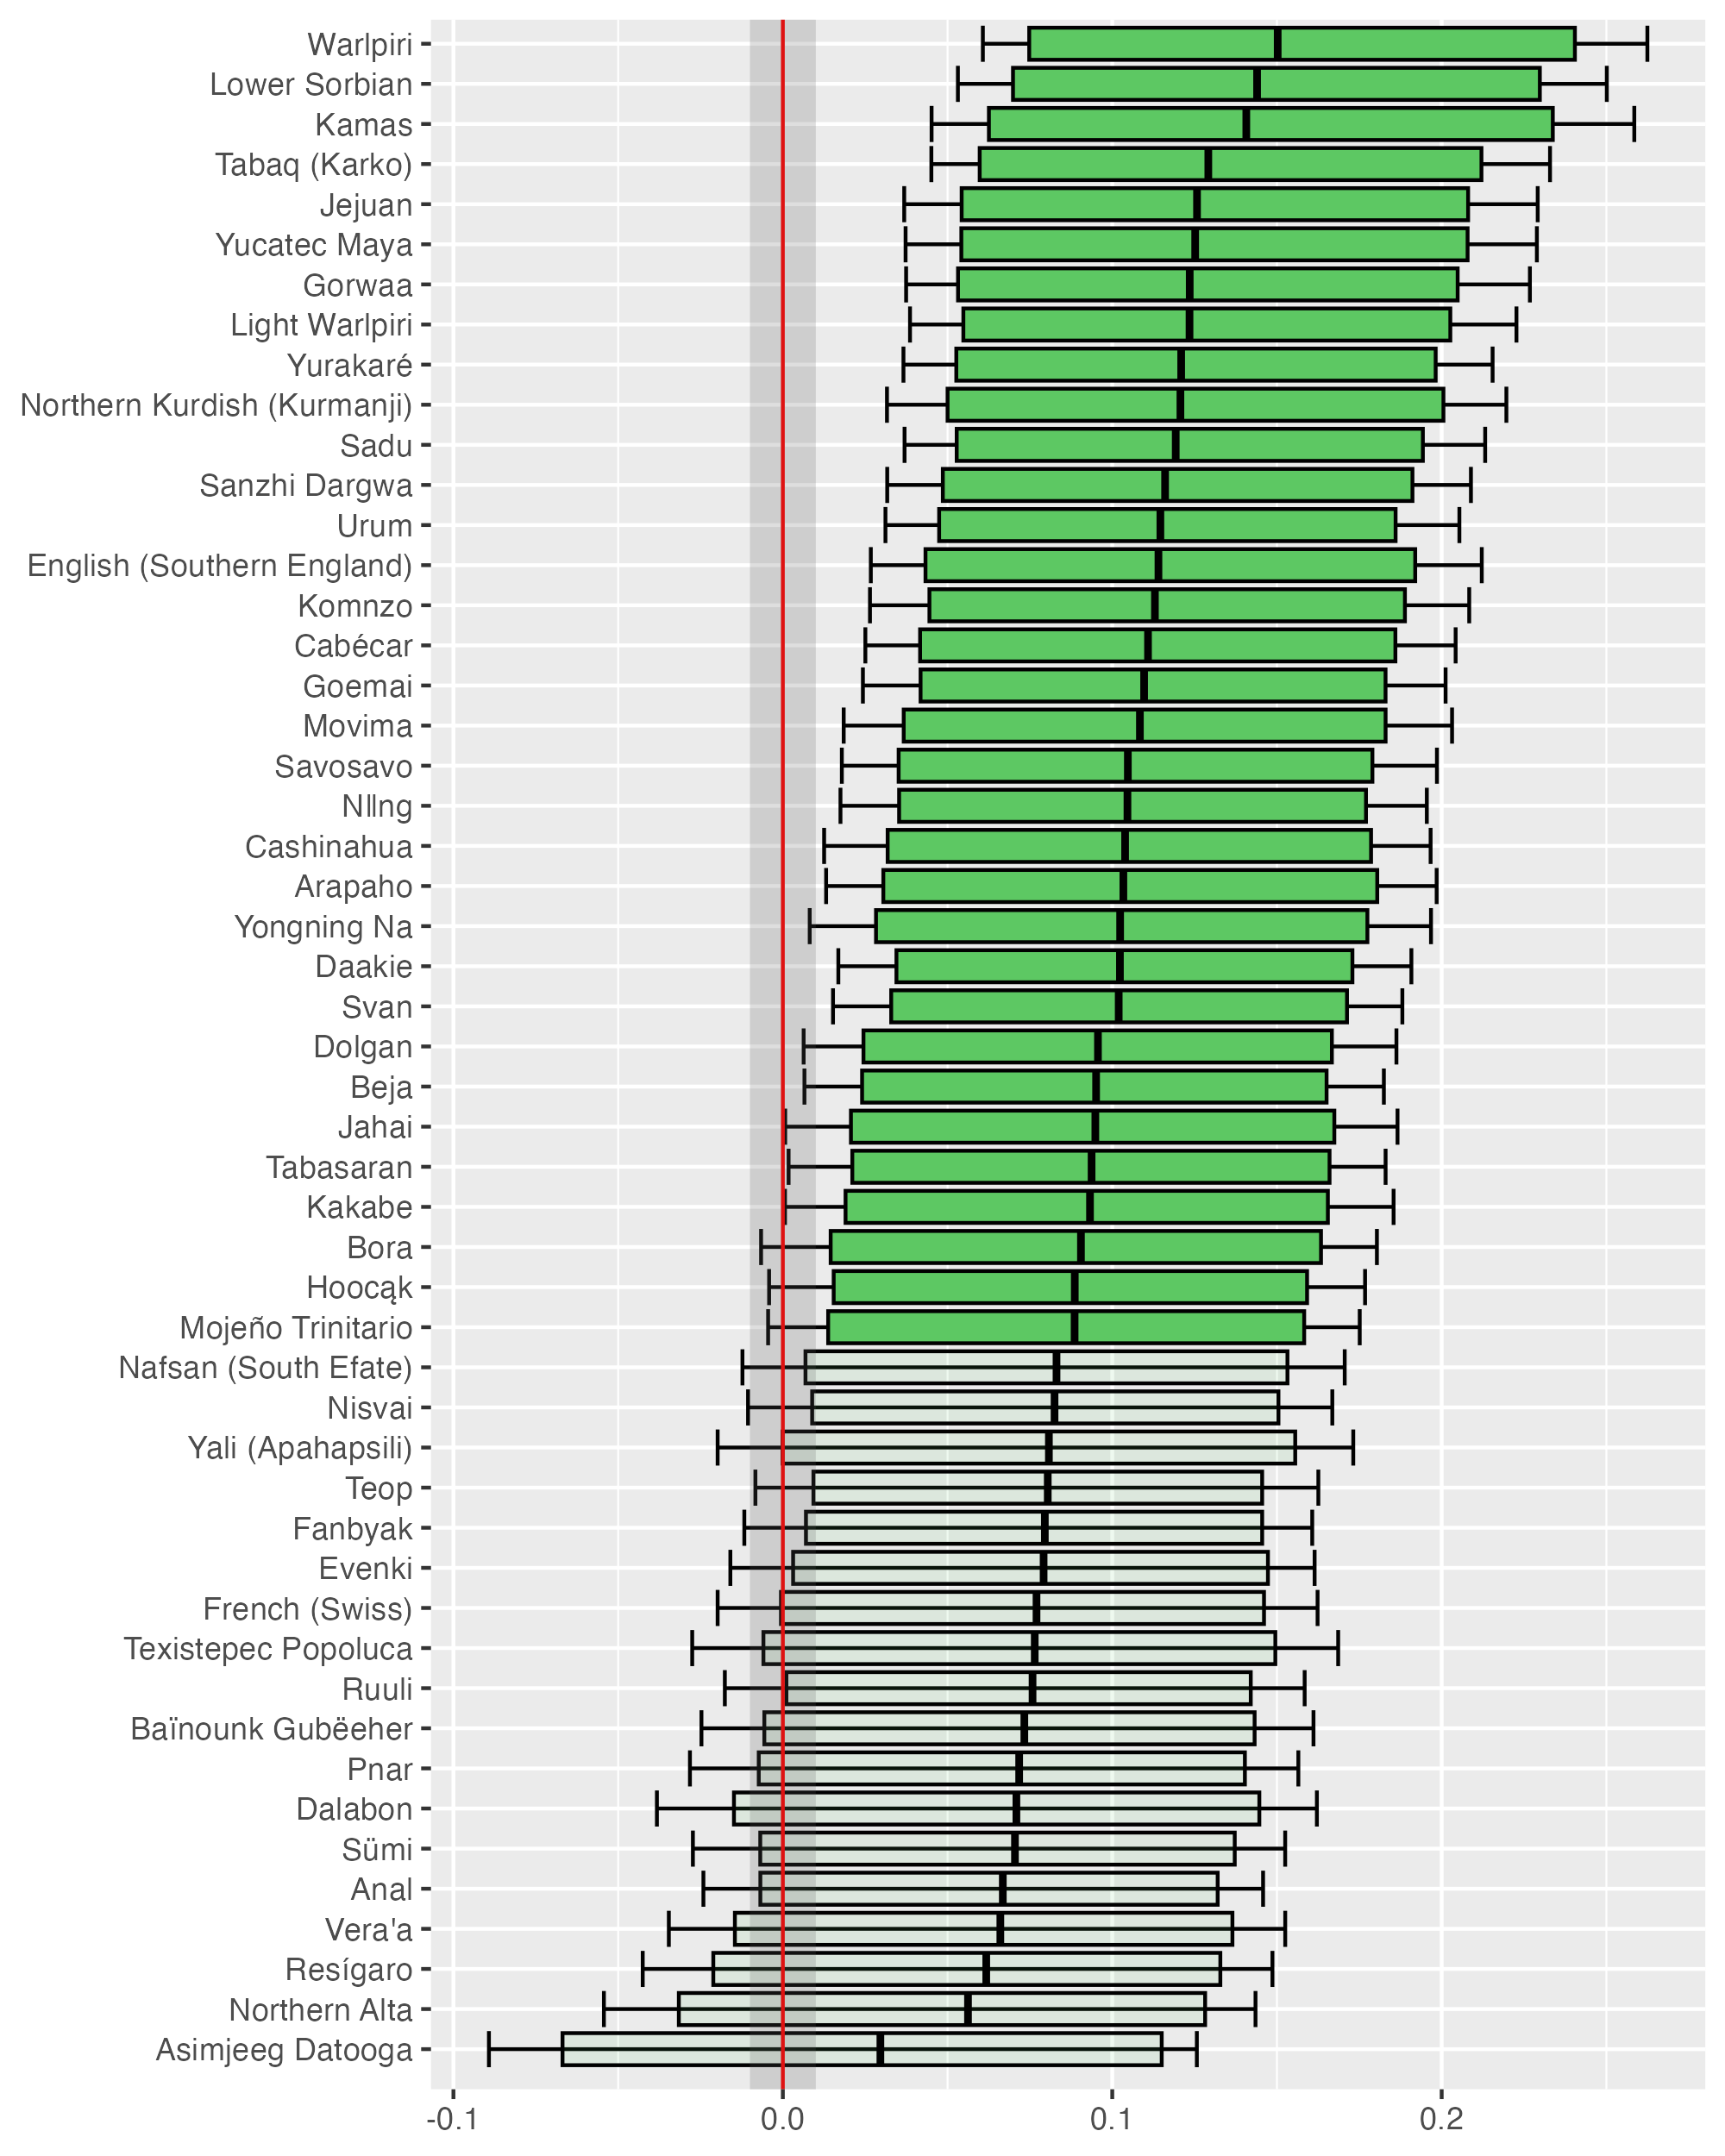 Warlpiri
Lower Sorbian
Kamas
Tabaq (Karko)
Jejuan
Yucatec Maya
Gorwaa
Light Warlpiri
Yurakaré
Northern Kurdish (Kurmanji)
Sadu
Sanzhi Dargwa
Urum
English (Southern England)
Komnzo
Cabécar
Goemai
Movima
Savosavo
Nǁng
Cashinahua
Arapaho
Yongning Na
Daakie
Svan
Dolgan
Beja
Jahai
Tabasaran
Kakabe
Bora
Hoocąk
Mojeño Trinitario
Nafsan (South Efate)
Nisvai
Yali (Apahapsili)
Teop
Fanbyak
Evenki
French (Swiss)
Texistepec Popoluca
Ruuli
Baïnounk Gubëeher
Pnar
Dalabon
Sümi
Anal
Vera'a
Resígaro
Northern Alta
Asimjeeg Datooga
-0.1 0.0 0.1 0.2